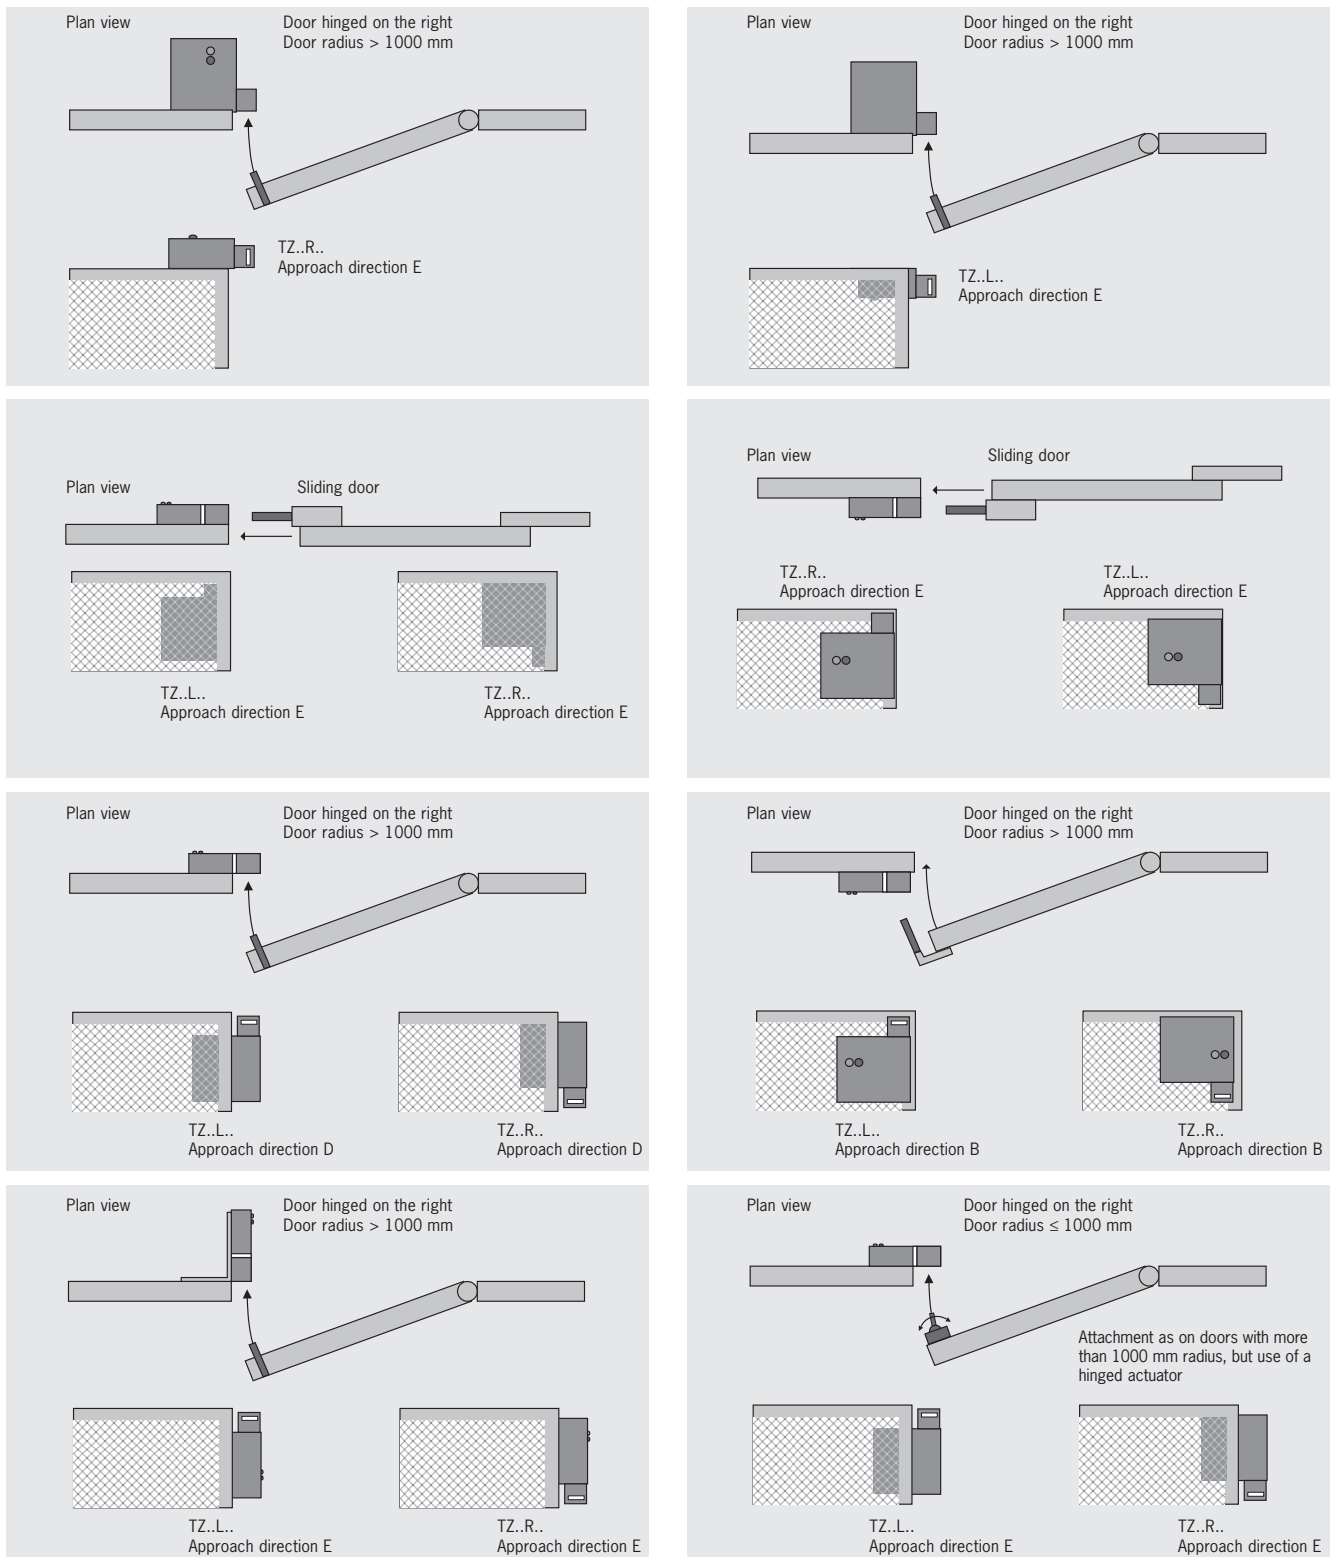 Plan view
Door hinged on the right
Door radius > 1000 mm
TZ..R..
Approach direction E
Plan view
Door hinged on the right
Door radius > 1000 mm
TZ..L..
Approach direction E
Plan view
Sliding door
TZ..L..
Approach direction E
TZ..R..
Approach direction E
Plan view
Sliding door
TZ..R..
Approach direction E
TZ..L..
Approach direction E
Plan view
Door hinged on the right
Door radius > 1000 mm
TZ..L..
Approach direction D
TZ..R..
Approach direction D
Plan view
Door hinged on the right
Door radius > 1000 mm
TZ..L..
Approach direction B
TZ..R..
Approach direction B
Plan view
Door hinged on the right
Door radius > 1000 mm
TZ..L..
Approach direction E
TZ..R..
Approach direction E
Plan view
Door hinged on the right
Door radius ≤ 1000 mm
Attachment as on doors with more
than 1000 mm radius, but use of a
hinged actuator
TZ..L..
Approach direction E
TZ..R..
Approach direction E